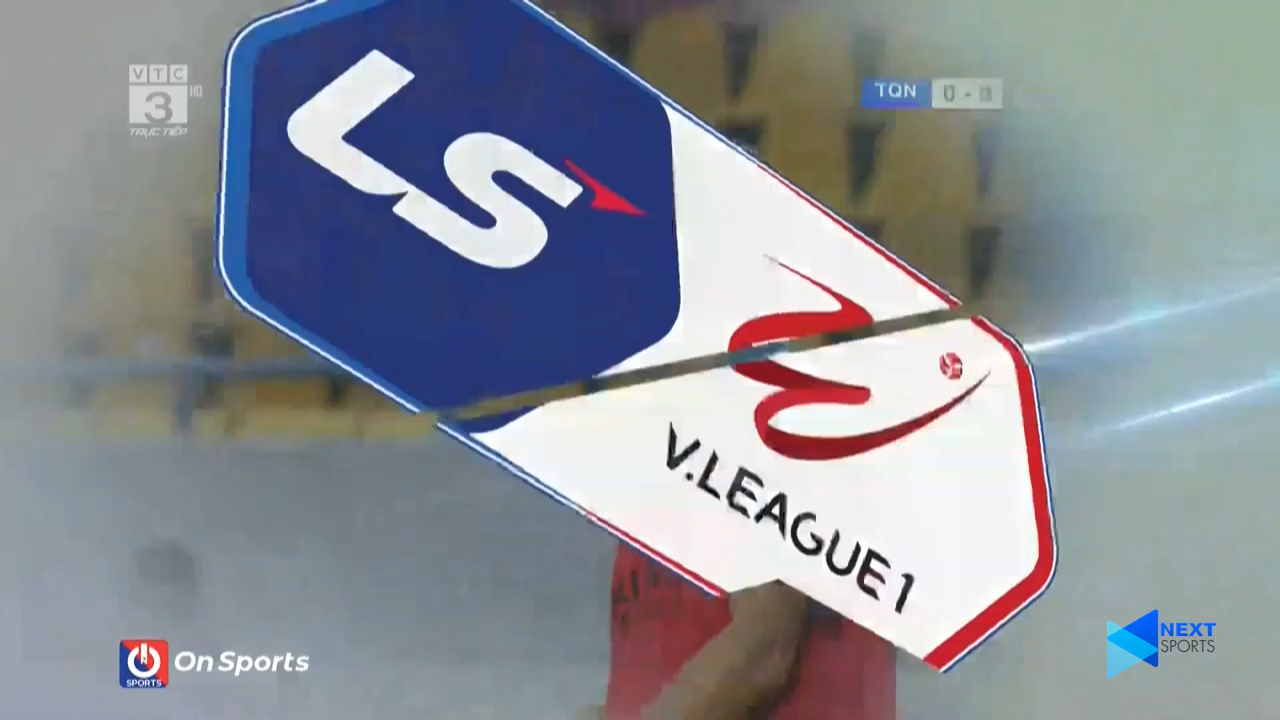 VTC
3 HD
TRỰC TIẾP
TQN 0 -
LS
V.LEAGUE 1
SPORTS
On Sports
NEXT
SPORTS